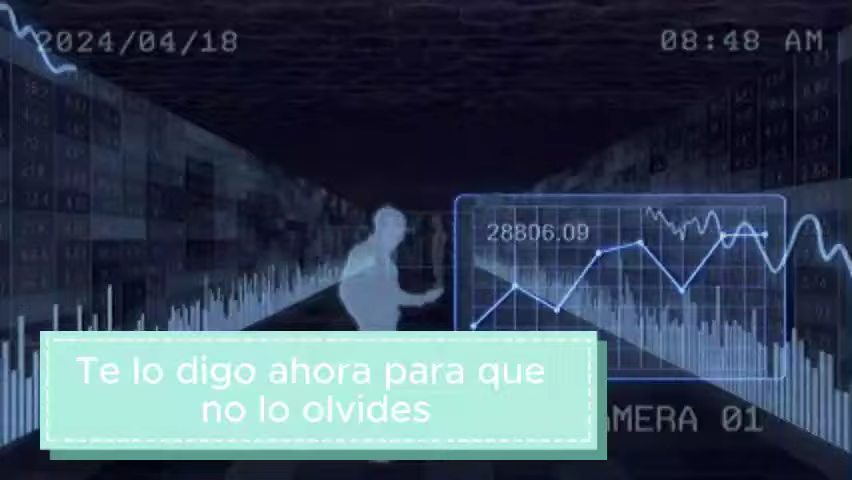 2024/04/18
08:48 AM
28806.09
Te lo digo ahora para que
no lo olvides
AMERA 01